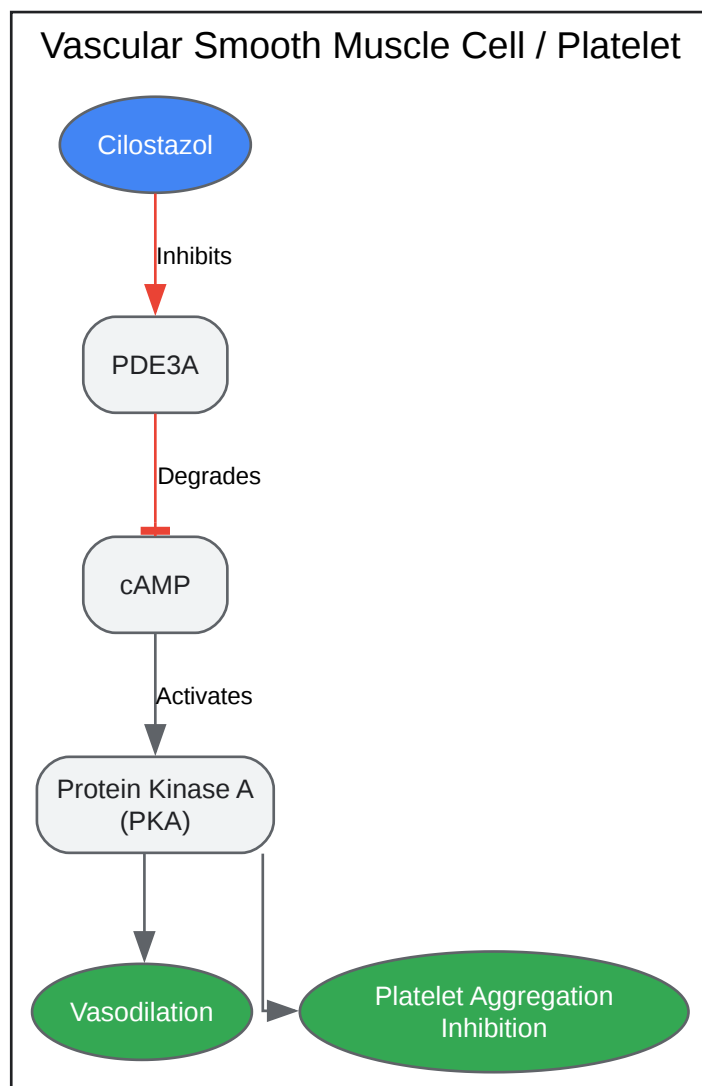 Vascular Smooth Muscle Cell / Platelet
Cilostazol
Inhibits
PDE3A
Degrades
cAMP
Activates
Protein Kinase A
(PKA)
Vasodilation
Platelet Aggregation
Inhibition